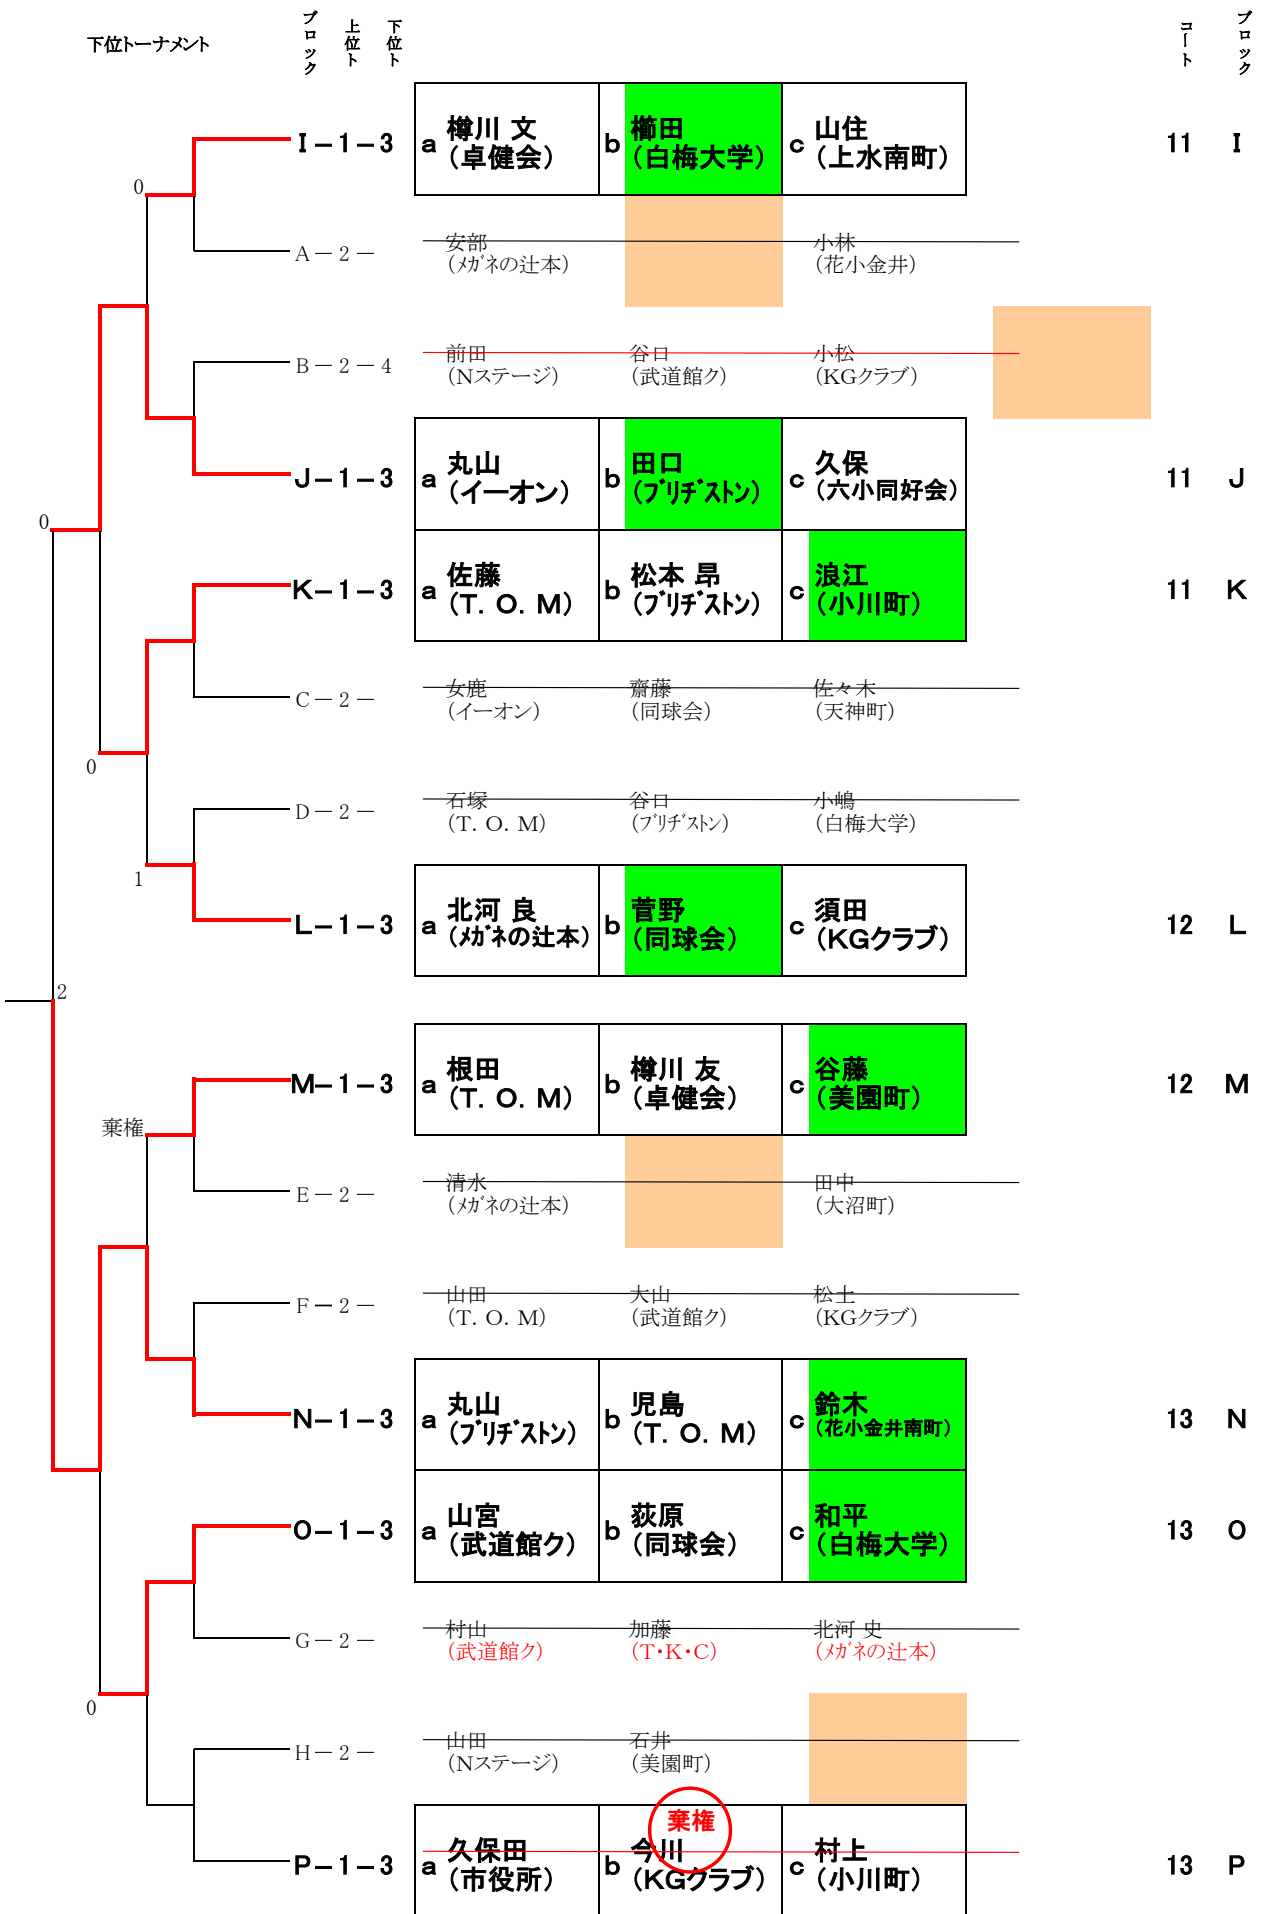 下位トーナメント ブロック 上位ト 下位ト コート ブロック
I－1－3 a 樽川 文 b 櫛田 c 山住 11 I
（卓健会） （白梅大学） （上水南町）
0
A－2－ 安部 小林
（メガネの辻本） （花小金井）
B－2－4 前田 谷口 小松
（Nステージ） （武道館ク） （KGクラブ）
J－1－3 a 丸山 b 田口 c 久保 11 J
（イーオン） （ブリヂストン） （六小同好会）
0
K－1－3 a 佐藤 b 松本 昂 c 浪江 11 K
（T．O．M） （ブリヂストン） （小川町）
C－2－ 女鹿 齋藤 佐々木
（イーオン） （同球会） （天神町）
0
D－2－ 石塚 谷口 小嶋
（T．O．M） （ブリヂストン） （白梅大学）
1
L－1－3 a 北河 良 b 菅野 c 須田 12 L
（メガネの辻本） （同球会） （KGクラブ）
2
M－1－3 a 根田 b 樽川 友 c 谷藤 12 M
（T．O．M） （卓健会） （美園町）
棄権
E－2－ 清水 田中
（メガネの辻本） （大沼町）
F－2－ 山田 大山 松土
（T．O．M） （武道館ク） （KGクラブ）
N－1－3 a 丸山 b 児島 c 鈴木 13 N
（ブリヂストン） （T．O．M） （花小金井南町）
O－1－3 a 山宮 b 荻原 c 和平 13 O
（武道館ク） （同球会） （白梅大学）
G－2－ 村山 加藤 北河 史
（武道館ク） （T・K・C） （メガネの辻本）
0
H－2－ 山田 石井
（Nステージ） （美園町）
棄権
P－1－3 a 久保田 b 今川 c 村上 13 P
（市役所） （KGクラブ） （小川町）